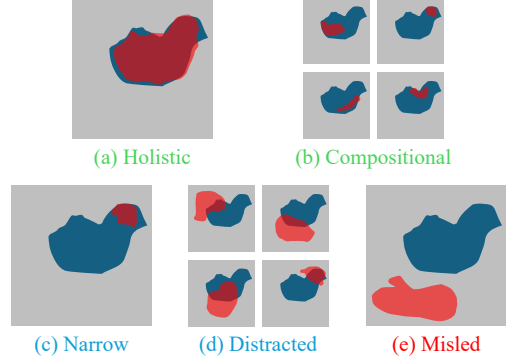 (a) Holistic
(b) Compositional
(c) Narrow
(d) Distracted
(e) Misled